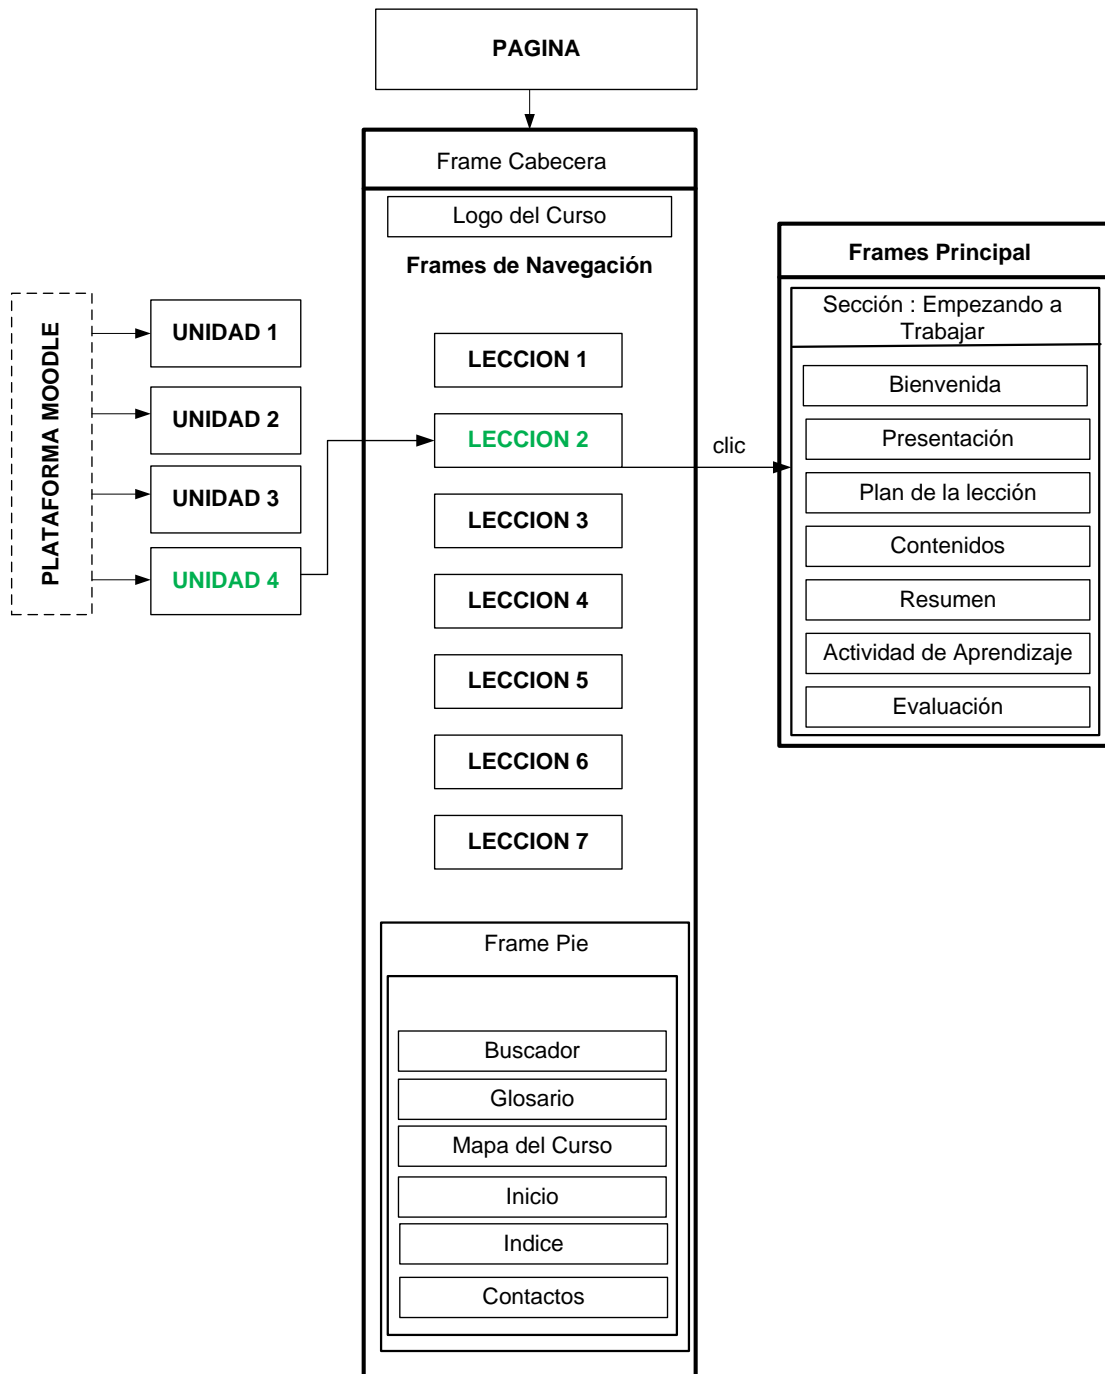 PAGINA
Frame Cabecera
Logo del Curso
Frames de Navegación
PLATAFORMA MOODLE
UNIDAD 1
UNIDAD 2
UNIDAD 3
UNIDAD 4
LECCION 1
LECCION 2
LECCION 3
LECCION 4
LECCION 5
LECCION 6
LECCION 7
clic
Frames Principal
Sección : Empezando a
Trabajar
Bienvenida
Presentación
Plan de la lección
Contenidos
Resumen
Actividad de Aprendizaje
Evaluación
Frame Pie
Buscador
Glosario
Mapa del Curso
Inicio
Indice
Contactos